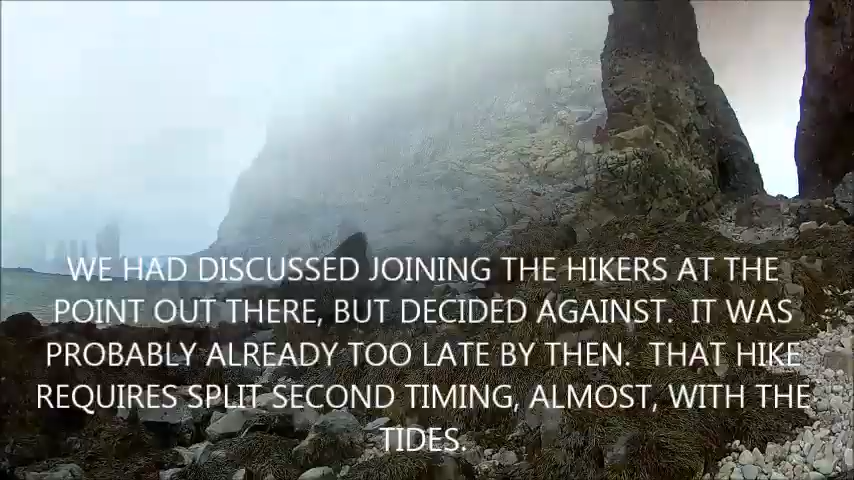 WE HAD DISCUSSED JOINING THE HIKERS AT THE
POINT OUT THERE, BUT DECIDED AGAINST.  IT WAS
PROBABLY ALREADY TOO LATE BY THEN.  THAT HIKE
REQUIRES SPLIT SECOND TIMING, ALMOST, WITH THE
TIDES.